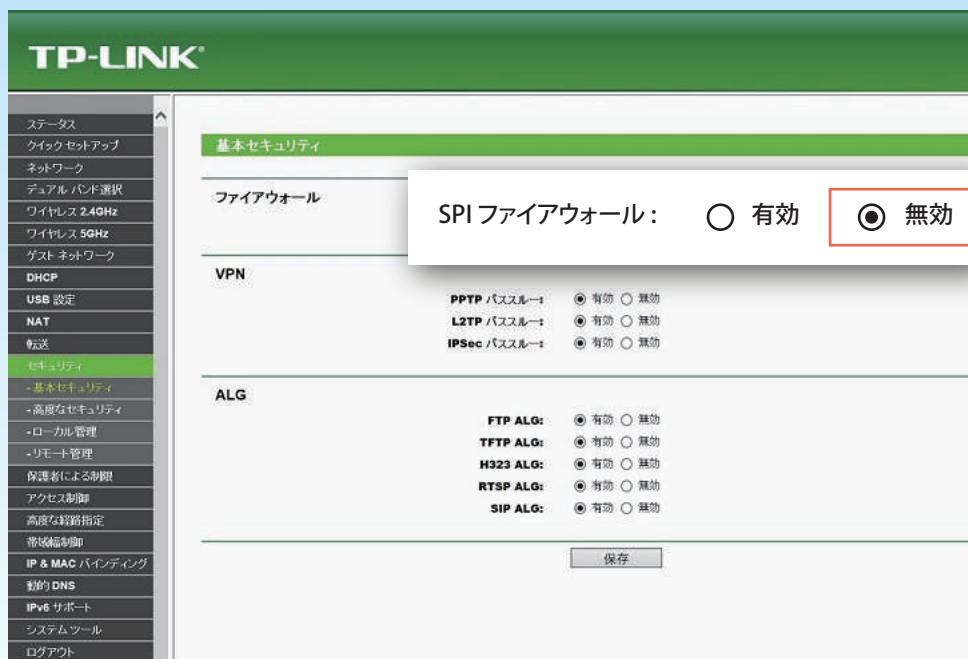 TP-LINK®
ステータス
クイック セットアップ
ネットワーク
デュアル バンド選択
ワイヤレス 2.4GHz
ワイヤレス 5GHz
ゲスト ネットワーク
DHCP
USB 設定
NAT
転送
セキュリティ
- 基本セキュリティ
- 高度なセキュリティ
- ローカル管理
- リモート管理
保護者による制限
アクセス制御
高度な経路指定
帯域幅制御
IP & MAC バインディング
動的 DNS
IPv6 サポート
システム ツール
ログアウト
基本セキュリティ
ファイアウォール
SPI ファイアウォール : 有効 無効
VPN
PPTP パススルー: 有効 無効
L2TP パススルー: 有効 無効
IPSec パススルー: 有効 無効
ALG
FTP ALG: 有効 無効
TFTP ALG: 有効 無効
H323 ALG: 有効 無効
RTSP ALG: 有効 無効
SIP ALG: 有効 無効
保存